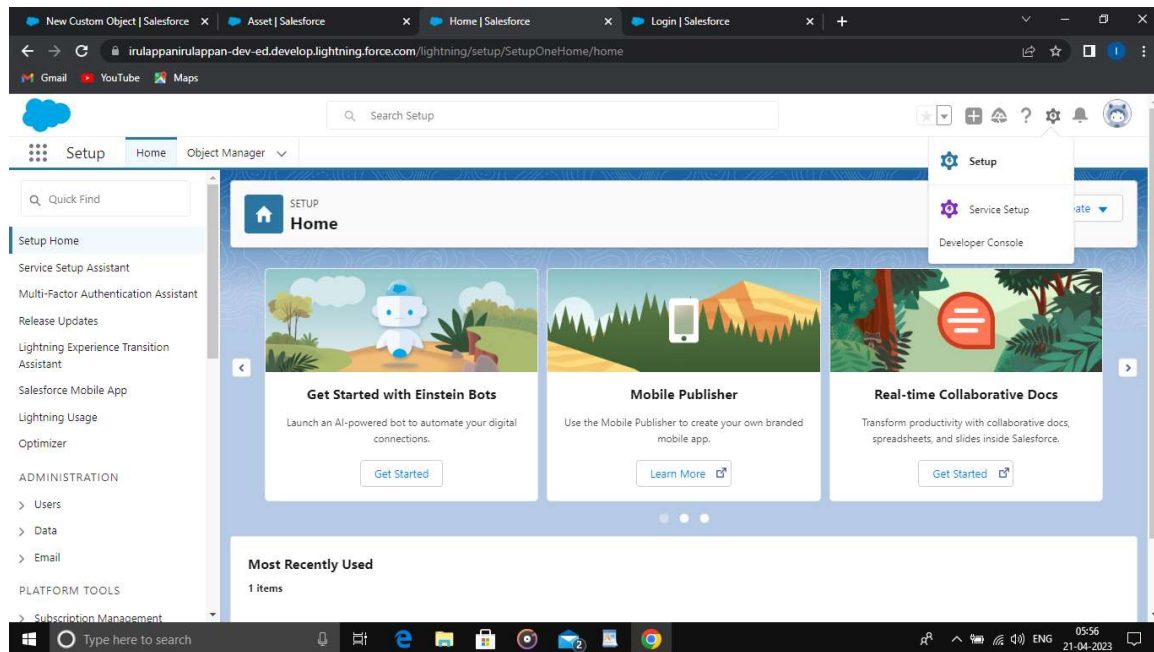 New Custom Object | Salesforce
Asset | Salesforce
Home | Salesforce
Login | Salesforce
irulappanirulappan-dev-ed.develop.lightning.force.com/lightning/setup/SetupOneHome/home
I
Gmail
YouTube
Maps
Search Setup
Setup
Home
Object Manager
Setup
Service Setup
Developer Console
ate
Quick Find
Setup Home
Service Setup Assistant
Multi-Factor Authentication Assistant
Release Updates
Lightning Experience Transition
Assistant
Salesforce Mobile App
Lightning Usage
Optimizer
ADMINISTRATION
Users
Data
Email
PLATFORM TOOLS
Subscription Management
SETUP
Home
Get Started with Einstein Bots
Launch an AI-powered bot to automate your digital
connections.
Get Started
Mobile Publisher
Use the Mobile Publisher to create your own branded
mobile app.
Learn More
Real-time Collaborative Docs
Transform productivity with collaborative docs,
spreadsheets, and slides inside Salesforce.
Get Started
Most Recently Used
1 items
Type here to search
2
ENG
05:56
21-04-2023